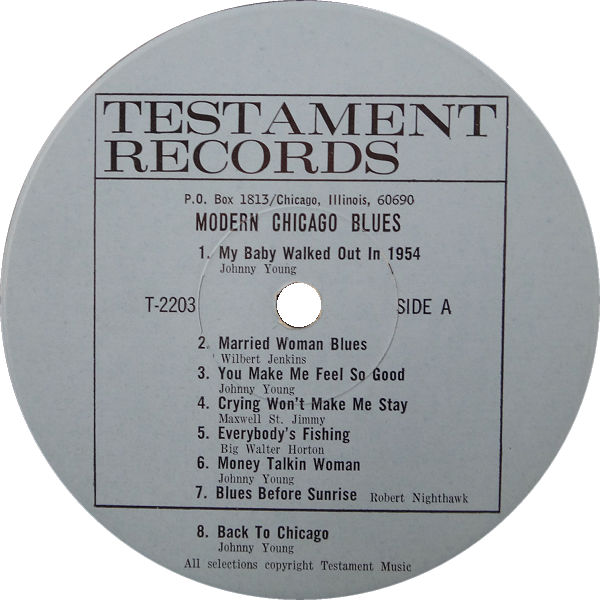 TESTAMENT
RECORDS
P.O. Box 1813/Chicago, Illinois, 60690
MODERN CHICAGO BLUES
1. My Baby Walked Out In 1954
Johnny Young
T-2203
SIDE A
2. Married Woman Blues
Wilbert Jenkins
3. You Make Me Feel So Good
Johnny Young
4. Crying Won't Make Me Stay
Maxwell St. Jimmy
5. Everybody's Fishing
Big Walter Horton
6. Money Talkin Woman
Johnny Young
7. Blues Before Sunrise Robert Nighthawk
8. Back To Chicago
Johnny Young
All selections copyright Testament Music